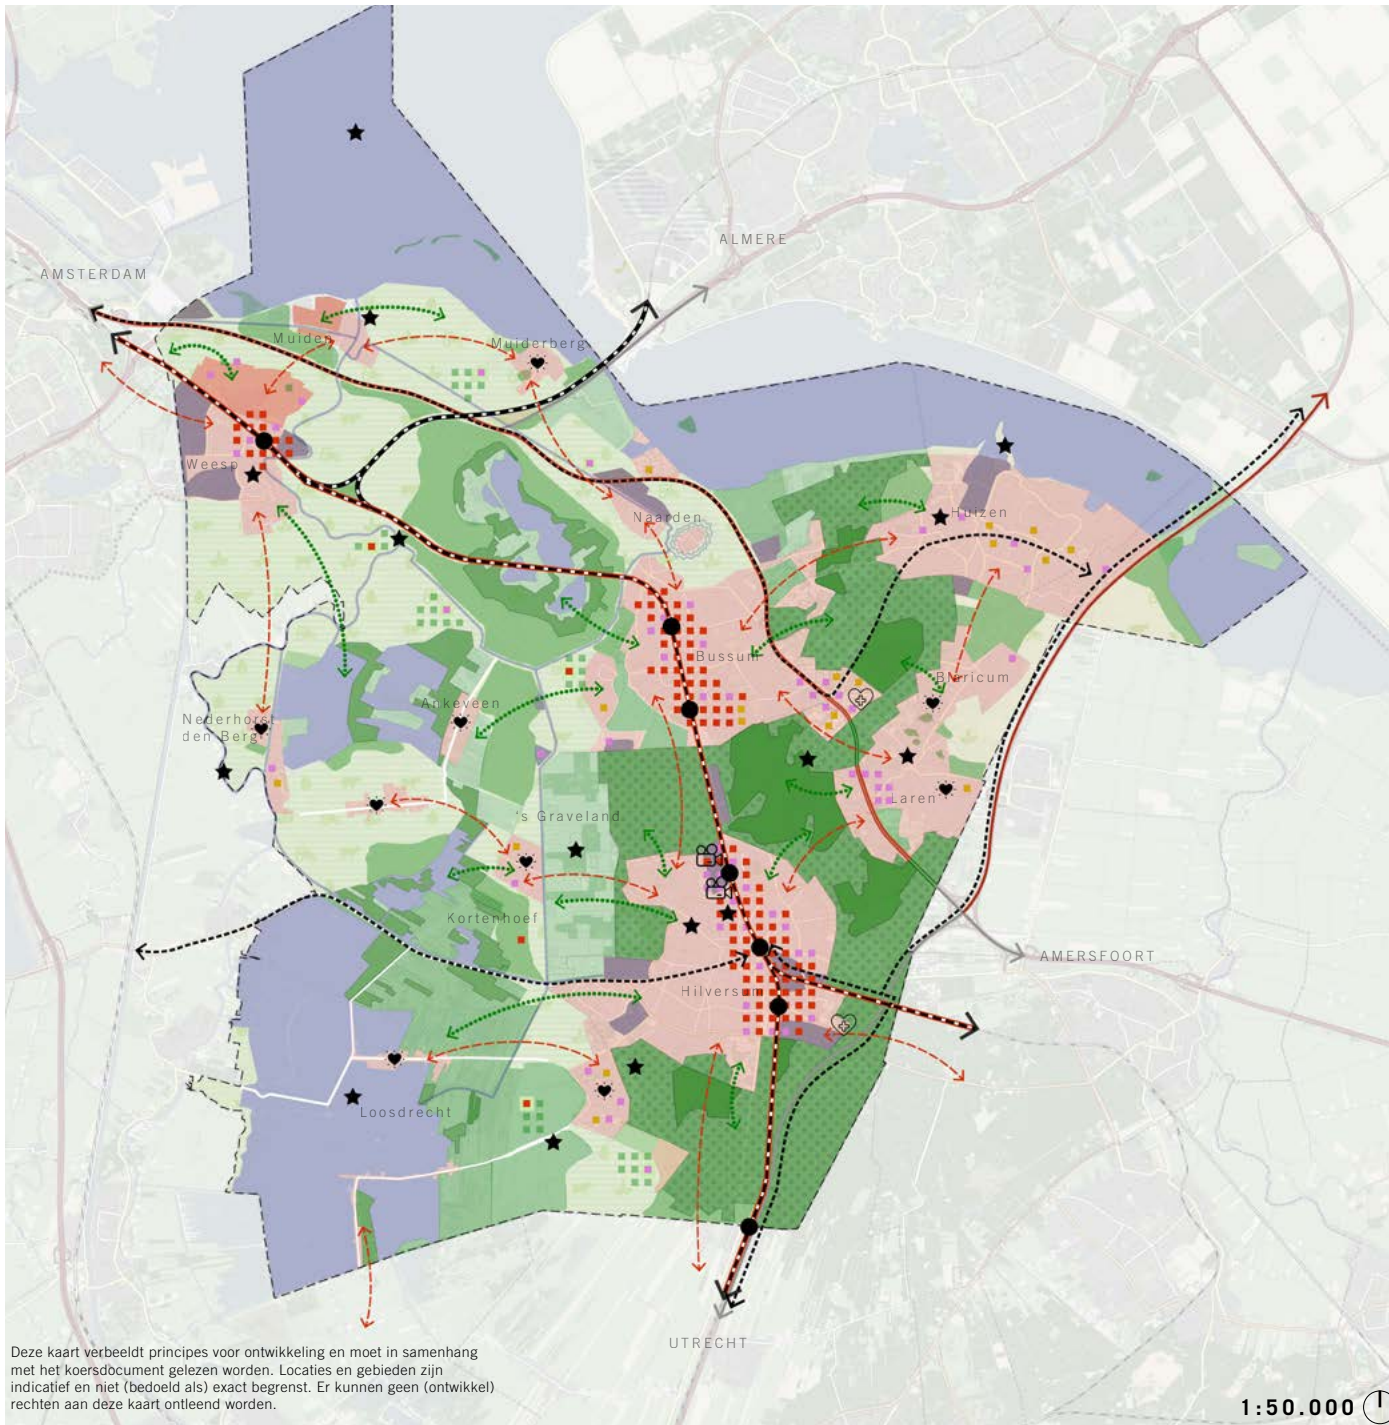 ALMERE
AMSTERDAM
Muiden
Muiderberg
Weesp
Huizen
Naarden
Bussum
Blaricum
Ankeveen
Nederhorst
den Berg
Laren
's Graveland
Kortenhoef
AMERSFOORT
Hilversum
Loosdrecht
UTRECHT
Deze kaart verbeeldt principes voor ontwikkeling en moet in samenhang
met het koersdocument gelezen worden. Locaties en gebieden zijn
indicatief en niet (bedoeld als) exact begrenst. Er kunnen geen (ontwikkel)
rechten aan deze kaart ontleend worden.
1:50.000